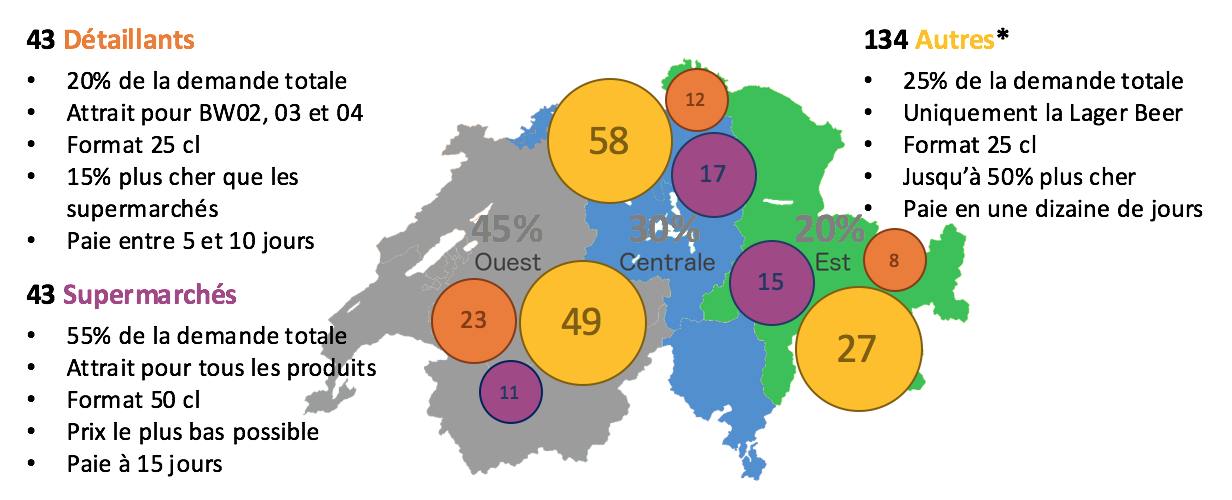 43 Détaillants
• 20% de la demande totale
• Attrait pour BW02, 03 et 04
• Format 25 cl
• 15% plus cher que les
supermarchés
• Paie entre 5 et 10 jours
43 Supermarchés
• 55% de la demande totale
• Attrait pour tous les produits
• Format 50 cl
• Prix le plus bas possible
• Paie à 15 jours
134 Autres*
• 25% de la demande totale
• Uniquement la Lager Beer
• Format 25 cl
• Jusqu’à 50% plus cher
• Paie en une dizaine de jours
12
58
17
45%
Ouest
30%
Centrale
20%
Est
8
15
23
49
27
11